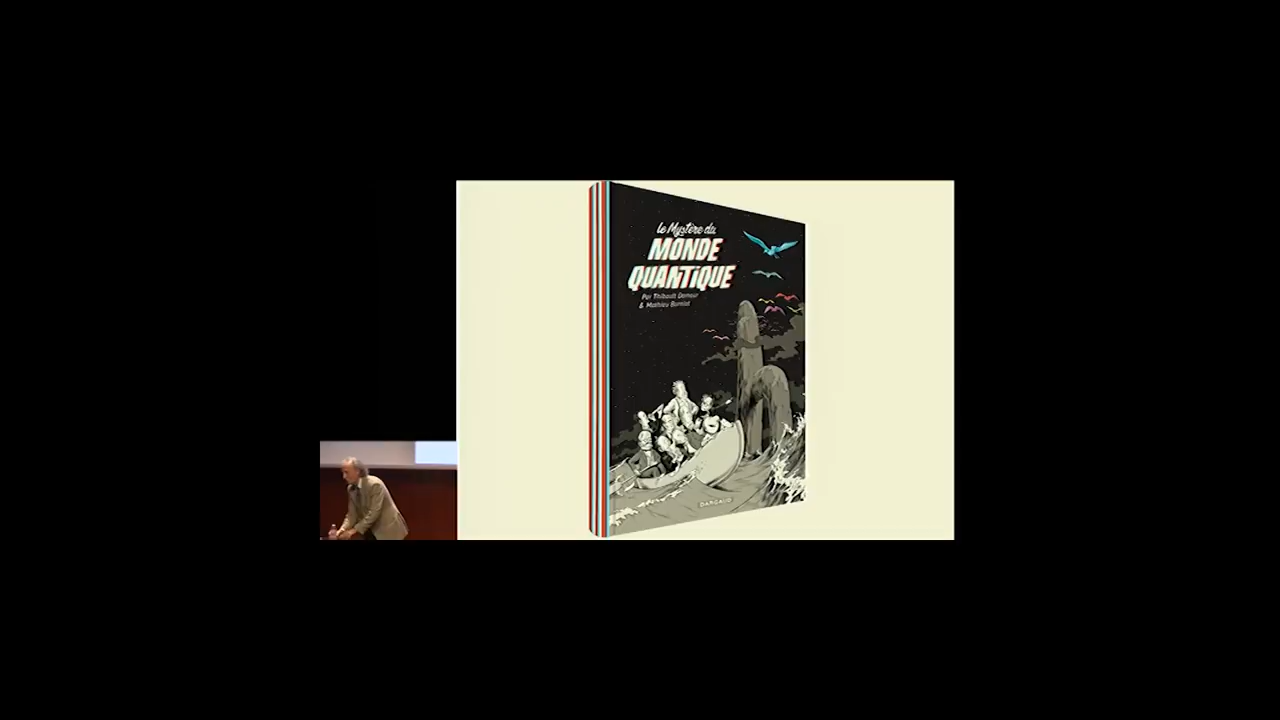 Le Mystère du
MONDE
QUANTIQUE
Par Thibault Damour
& Mathieu Burniat
DARGAUD